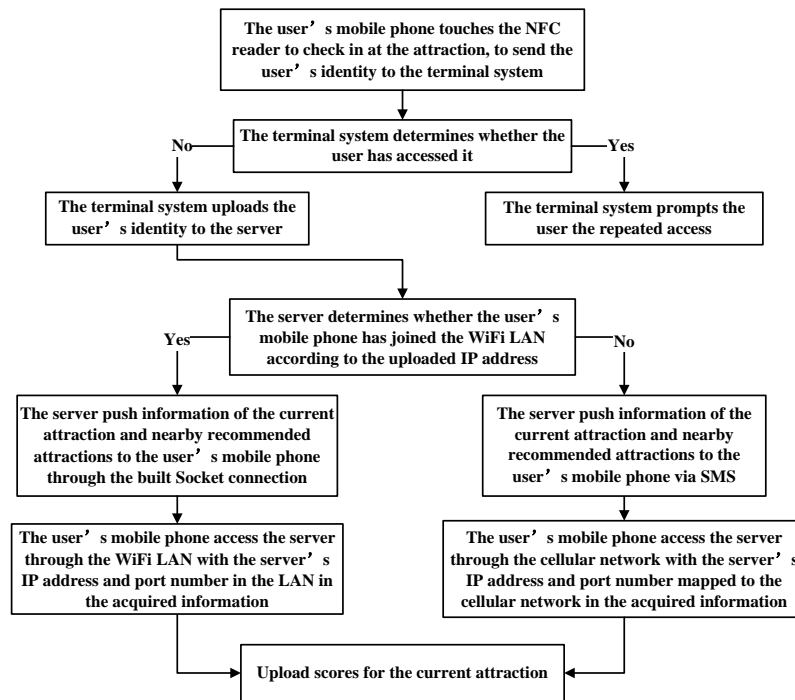 The user’s mobile phone touches the NFC
reader to check in at the attraction, to send the
user’s identity to the terminal system
No
The terminal system determines whether the
user has accessed it
Yes
The terminal system uploads the
user’s identity to the server
The terminal system prompts the
user the repeated access
The server determines whether the user’s
mobile phone has joined the WiFi LAN
according to the uploaded IP address
Yes
No
The server push information of the current
attraction and nearby recommended
attractions to the user’s mobile phone
through the built Socket connection
The server push information of the
current attraction and nearby
recommended attractions to the
user’s mobile phone via SMS
The user’s mobile phone access the server
through the WiFi LAN with the server’s
IP address and port number in the LAN in
the acquired information
The user’s mobile phone access the server
through the cellular network with the server’s
IP address and port number mapped to the
cellular network in the acquired information
Upload scores for the current attraction